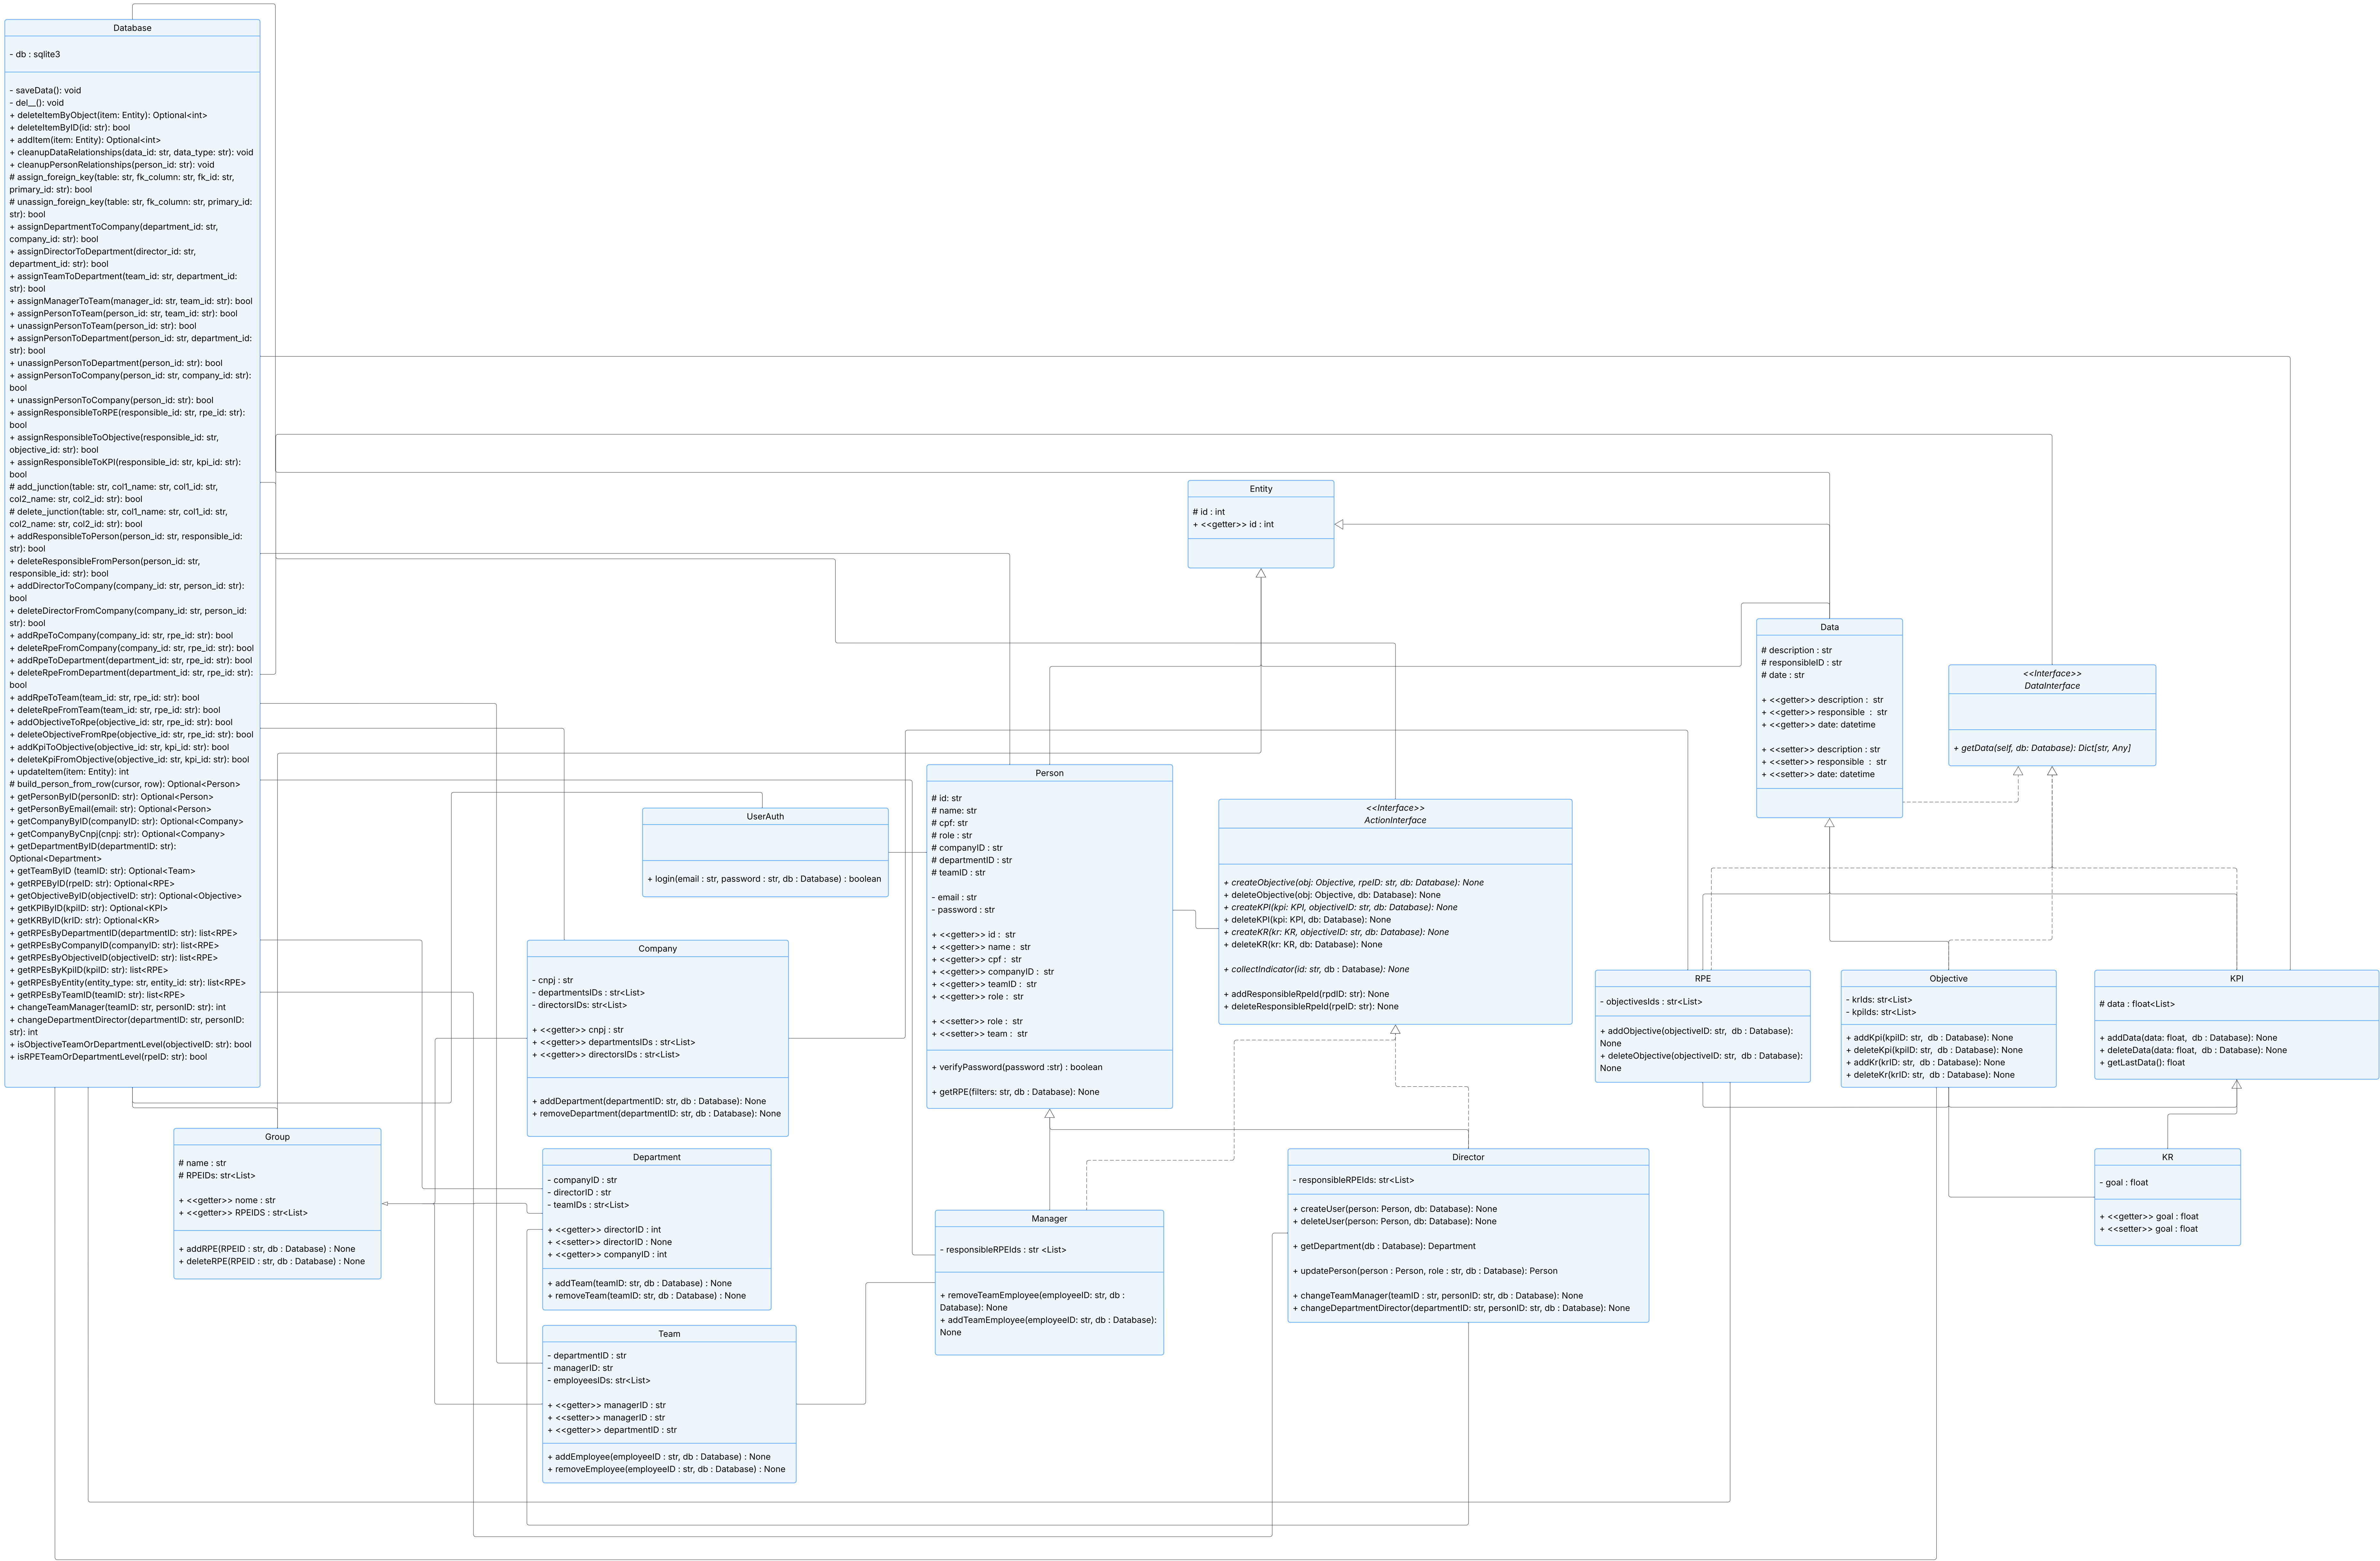 Database
- db : sqlite3
- saveData(): void
- del__(): void
+ deleteItemByObject(item: Entity): Optional<int>
+ deleteItemByID(id: str): bool
+ addItem(item: Entity): Optional<int>
+ cleanupDataRelationships(data_id: str, data_type: str): void
+ cleanupPersonRelationships(person_id: str): void
# assign_foreign_key(table: str, fk_column: str, fk_id: str,
primary_id: str): bool
# unassign_foreign_key(table: str, fk_column: str, primary_id:
str): bool
+ assignDepartmentToCompany(department_id: str,
company_id: str): bool
+ assignDirectorToDepartment(director_id: str,
department_id: str): bool
+ assignTeamToDepartment(team_id: str, department_id:
str): bool
+ assignManagerToTeam(manager_id: str, team_id: str): bool
+ assignPersonToTeam(person_id: str, team_id: str): bool
+ unassignPersonToTeam(person_id: str): bool
+ assignPersonToDepartment(person_id: str, department_id:
str): bool
+ unassignPersonToDepartment(person_id: str): bool
+ assignPersonToCompany(person_id: str, company_id: str):
bool
+ unassignPersonToCompany(person_id: str): bool
+ assignResponsibleToRPE(responsible_id: str, rpe_id: str):
bool
+ assignResponsibleToObjective(responsible_id: str,
objective_id: str): bool
+ assignResponsibleToKPI(responsible_id: str, kpi_id: str):
bool
# add_junction(table: str, col1_name: str, col1_id: str,
col2_name: str, col2_id: str): bool
# delete_junction(table: str, col1_name: str, col1_id: str,
col2_name: str, col2_id: str): bool
+ addResponsibleToPerson(person_id: str, responsible_id:
str): bool
+ deleteResponsibleFromPerson(person_id: str,
responsible_id: str): bool
+ addDirectorToCompany(company_id: str, person_id: str):
bool
+ deleteDirectorFromCompany(company_id: str, person_id:
str): bool
+ addRpeToCompany(company_id: str, rpe_id: str): bool
+ deleteRpeFromCompany(company_id: str, rpe_id: str): bool
+ addRpeToDepartment(department_id: str, rpe_id: str): bool
+ deleteRpeFromDepartment(department_id: str, rpe_id: str):
bool
+ addRpeToTeam(team_id: str, rpe_id: str): bool
+ deleteRpeFromTeam(team_id: str, rpe_id: str): bool
+ addObjectiveToRpe(objective_id: str, rpe_id: str): bool
+ deleteObjectiveFromRpe(objective_id: str, rpe_id: str): bool
+ addKpiToObjective(objective_id: str, kpi_id: str): bool
+ deleteKpiFromObjective(objective_id: str, kpi_id: str): bool
+ updateItem(item: Entity): int
# build_person_from_row(cursor, row): Optional<Person>
+ getPersonByID(personID: str): Optional<Person>
+ getPersonByEmail(email: str): Optional<Person>
+ getCompanyByID(companyID: str): Optional<Company>
+ getCompanyByCnpj(cnpj: str): Optional<Company>
+ getDepartmentByID(departmentID: str):
Optional<Department>
+ getTeamByID (teamID: str): Optional<Team>
+ getRPEByID(rpeID: str): Optional<RPE>
+ getObjectiveByID(objectiveID: str): Optional<Objective>
+ getKPIByID(kpiID: str): Optional<KPI>
+ getKRByID(krID: str): Optional<KR>
+ getRPEsByDepartmentID(departmentID: str): list<RPE>
+ getRPEsByCompanyID(companyID: str): list<RPE>
+ getRPEsByObjectiveID(objectiveID: str): list<RPE>
+ getRPEsByKpiID(kpiID: str): list<RPE>
+ getRPEsByEntity(entity_type: str, entity_id: str): list<RPE>
+ getRPEsByTeamID(teamID: str): list<RPE>
+ changeTeamManager(teamID: str, personID: str): int
+ changeDepartmentDirector(departmentID: str, personID:
str): int
+ isObjectiveTeamOrDepartmentLevel(objectiveID: str): bool
+ isRPETeamOrDepartmentLevel(rpeID: str): bool
Entity
# id : int
+ <<getter>> id : int
Data
# description : str
# responsibleID : str
# date : str
+ <<getter>> description :  str
+ <<getter>> responsible  :  str
+ <<getter>> date: datetime
+ <<setter>> description : str
+ <<setter>> responsible  :  str
+ <<setter>> date: datetime
<<Interface>>
DataInterface
+ getData(self, db: Database): Dict[str, Any]
UserAuth
+ login(email : str, password : str, db : Database) : boolean
Person
# id: str
# name: str
# cpf: str
# role : str
# companyID : str
# departmentID : str
# teamID : str
- email : str
- password : str
+ <<getter>> id :  str
+ <<getter>> name :  str
+ <<getter>> cpf :  str
+ <<getter>> companyID :  str
+ <<getter>> teamID :  str
+ <<getter>> role :  str
+ <<setter>> role :  str
+ <<setter>> team :  str
+ verifyPassword(password :str) : boolean
+ getRPE(filters: str, db : Database): None
<<Interface>>
ActionInterface
+ createObjective(obj: Objective, rpeID: str, db: Database): None
+ deleteObjective(obj: Objective, db: Database): None
+ createKPI(kpi: KPI, objectiveID: str, db: Database): None
+ deleteKPI(kpi: KPI, db: Database): None
+ createKR(kr: KR, objectiveID: str, db: Database): None
+ deleteKR(kr: KR, db: Database): None
+ collectIndicator(id: str, db : Database): None
+ addResponsibleRpeId(rpdID: str): None
+ deleteResponsibleRpeId(rpeID: str): None
Company
- cnpj : str
- departmentsIDs : str<List>
- directorsIDs: str<List>
+ <<getter>> cnpj : str
+ <<getter>> departmentsIDs : str<List>
+ <<getter>> directorsIDs : str<List>
+ addDepartment(departmentID: str, db : Database): None
+ removeDepartment(departmentID: str, db : Database): None
RPE
- objectivesIds : str<List>
+ addObjective(objectiveID: str,  db : Database):
None
+ deleteObjective(objectiveID: str,  db : Database):
None
Objective
- krIds: str<List>
- kpiIds: str<List>
+ addKpi(kpiID: str,  db : Database): None
+ deleteKpi(kpiID: str,  db : Database): None
+ addKr(krID: str,  db : Database): None
+ deleteKr(krID: str,  db : Database): None
KPI
# data : float<List>
+ addData(data: float,  db : Database): None
+ deleteData(data: float,  db : Database): None
+ getLastData(): float
Group
# name : str
# RPEIDs: str<List>
+ <<getter>> nome : str
+ <<getter>> RPEIDS : str<List>
+ addRPE(RPEID : str, db : Database) : None
+ deleteRPE(RPEID : str, db : Database) : None
Department
- companyID : str
- directorID : str
- teamIDs : str<List>
+ <<getter>> directorID : int
+ <<setter>> directorID : None
+ <<getter>> companyID : int
+ addTeam(teamID: str, db : Database) : None
+ removeTeam(teamID: str, db : Database) : None
Manager
- responsibleRPEIds : str <List>
+ removeTeamEmployee(employeeID: str, db :
Database): None
+ addTeamEmployee(employeeID: str, db : Database):
None
Director
- responsibleRPEIds: str<List>
+ createUser(person: Person, db: Database): None
+ deleteUser(person: Person, db: Database): None
+ getDepartment(db : Database): Department
+ updatePerson(person : Person, role : str, db : Database): Person
+ changeTeamManager(teamID : str, personID: str, db : Database): None
+ changeDepartmentDirector(departmentID: str, personID: str, db : Database): None
KR
- goal : float
+ <<getter>> goal : float
+ <<setter>> goal : float
Team
- departmentID : str
- managerID: str
- employeesIDs: str<List>
+ <<getter>> managerID : str
+ <<setter>> managerID : str
+ <<getter>> departmentID : str
+ addEmployee(employeeID : str, db : Database) : None
+ removeEmployee(employeeID : str, db : Database) : None